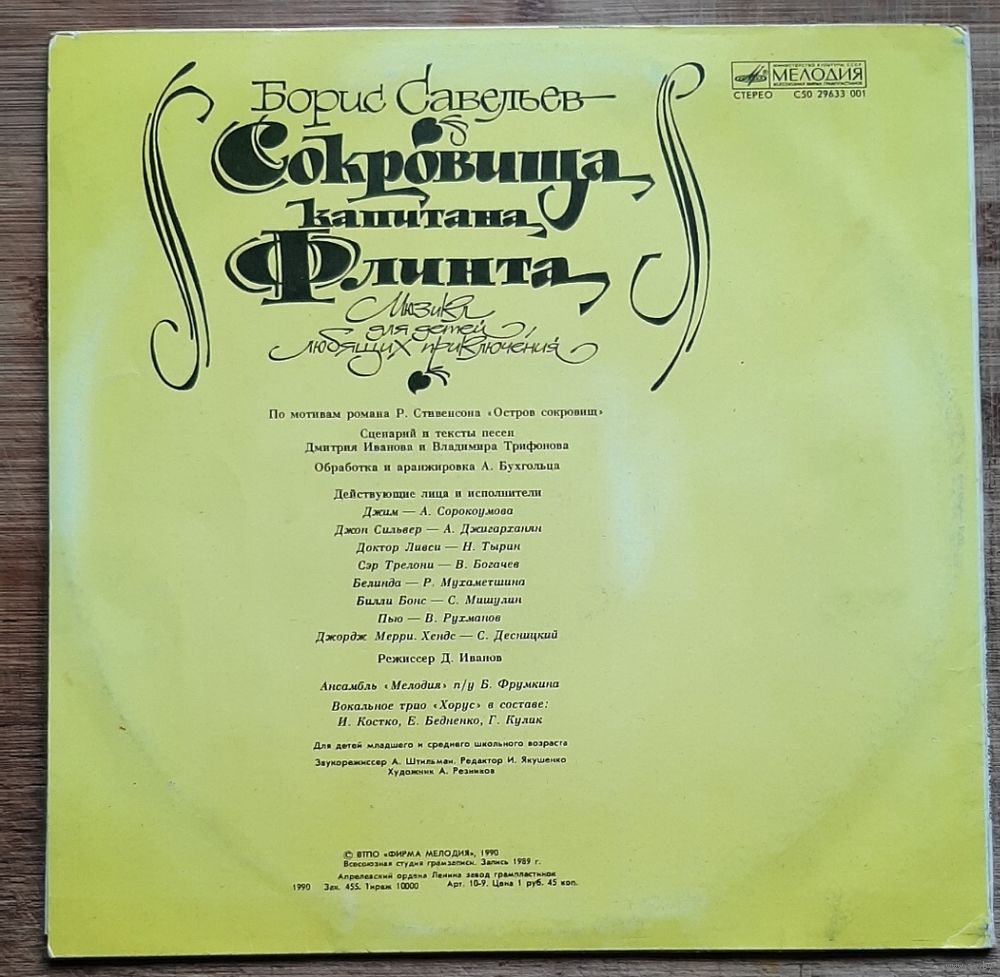 Борис Савельев—
Сокровища
капитана
Флинта
Мюзикл
для детей,
любящих приключения
МИНИСТЕРСТВО КУЛЬТУРЫ СССР
МЕЛОДИЯ
ВСЕСОЮЗНАЯ ФИРМА ГРАМПЛАСТИНОК
СТЕРЕО С50 29633 001
По мотивам романа Р. Стивенсона «Остров сокровищ»
Сценарий и тексты песен
Дмитрия Иванова и Владимира Трифонова
Обработка и аранжировка А. Бухгольца
Действующие лица и исполнители
Джим — А. Сорокоумова
Джон Сильвер — А. Джигарханян
Доктор Ливси — Н. Тырин
Сэр Трелони — В. Богачев
Белинда — Р. Мухаметшина
Билли Бонс — С. Мишулин
Пью — В. Рухманов
Джордж Мерри. Хендс — С. Десницкий
Режиссер Д. Иванов
Ансамбль «Мелодия» п/у Б. Фрумкина
Вокальное трио «Хорус» в составе:
И. Костко, Е. Бедненко, Г. Кулик
Для детей младшего и среднего школьного возраста
Звукорежиссер А. Штильман. Редактор И. Якушенко
Художник А. Резников
© ВТПО «ФИРМА МЕЛОДИЯ», 1990
Всесоюзная студия грамзаписи. Запись 1989 г.
Апрелевский ордена Ленина завод грампластинок
1990 Зак. 455. Тираж 10000 Арт. 10-9. Цена 1 руб. 45 коп.